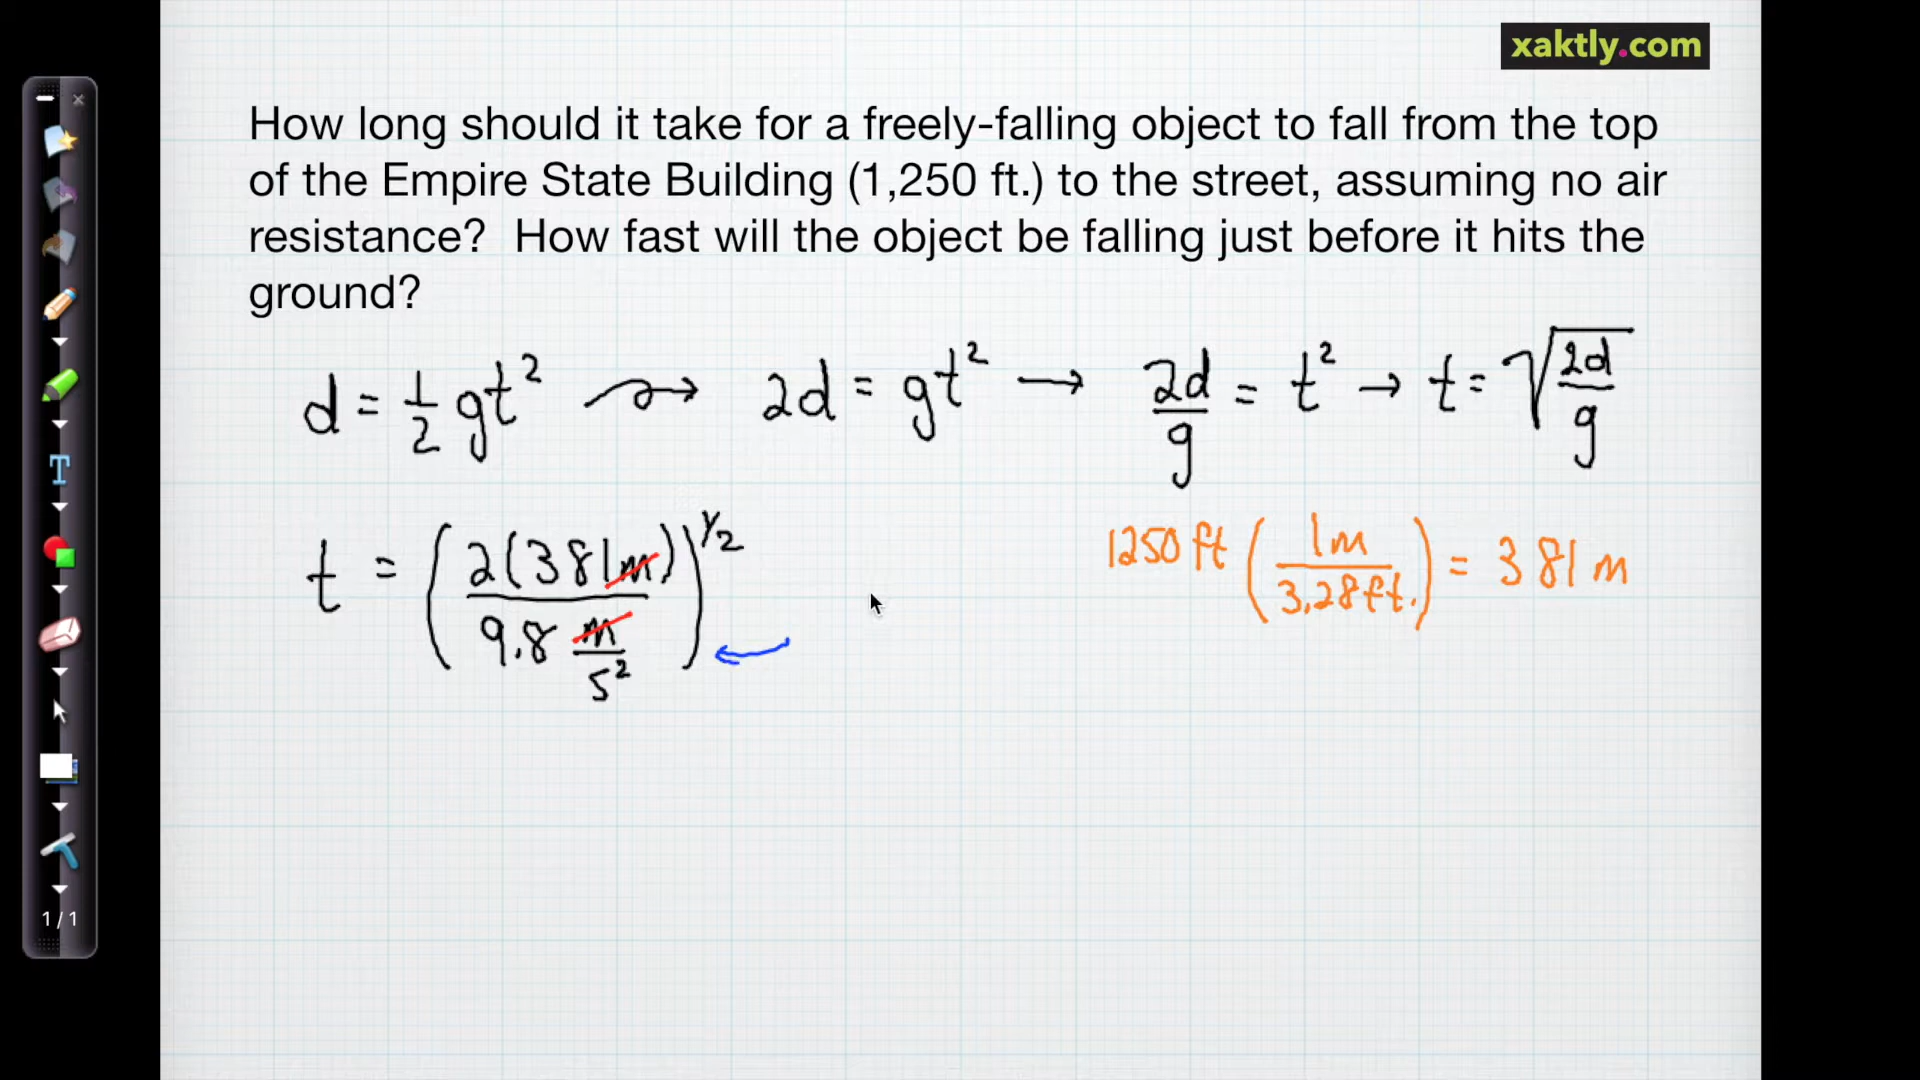 xaktly.com
How long should it take for a freely-falling object to fall from the top
of the Empire State Building (1,250 ft.) to the street, assuming no air
resistance?  How fast will the object be falling just before it hits the
ground?
d = 1/2 gt² → 2d = gt² → 2d/g = t² → t = √(2d/g)
t = (2(381m) / 9.8 m/s²)^1/2
1250 ft (1m / 3.28ft.) = 381 m
T
1/1